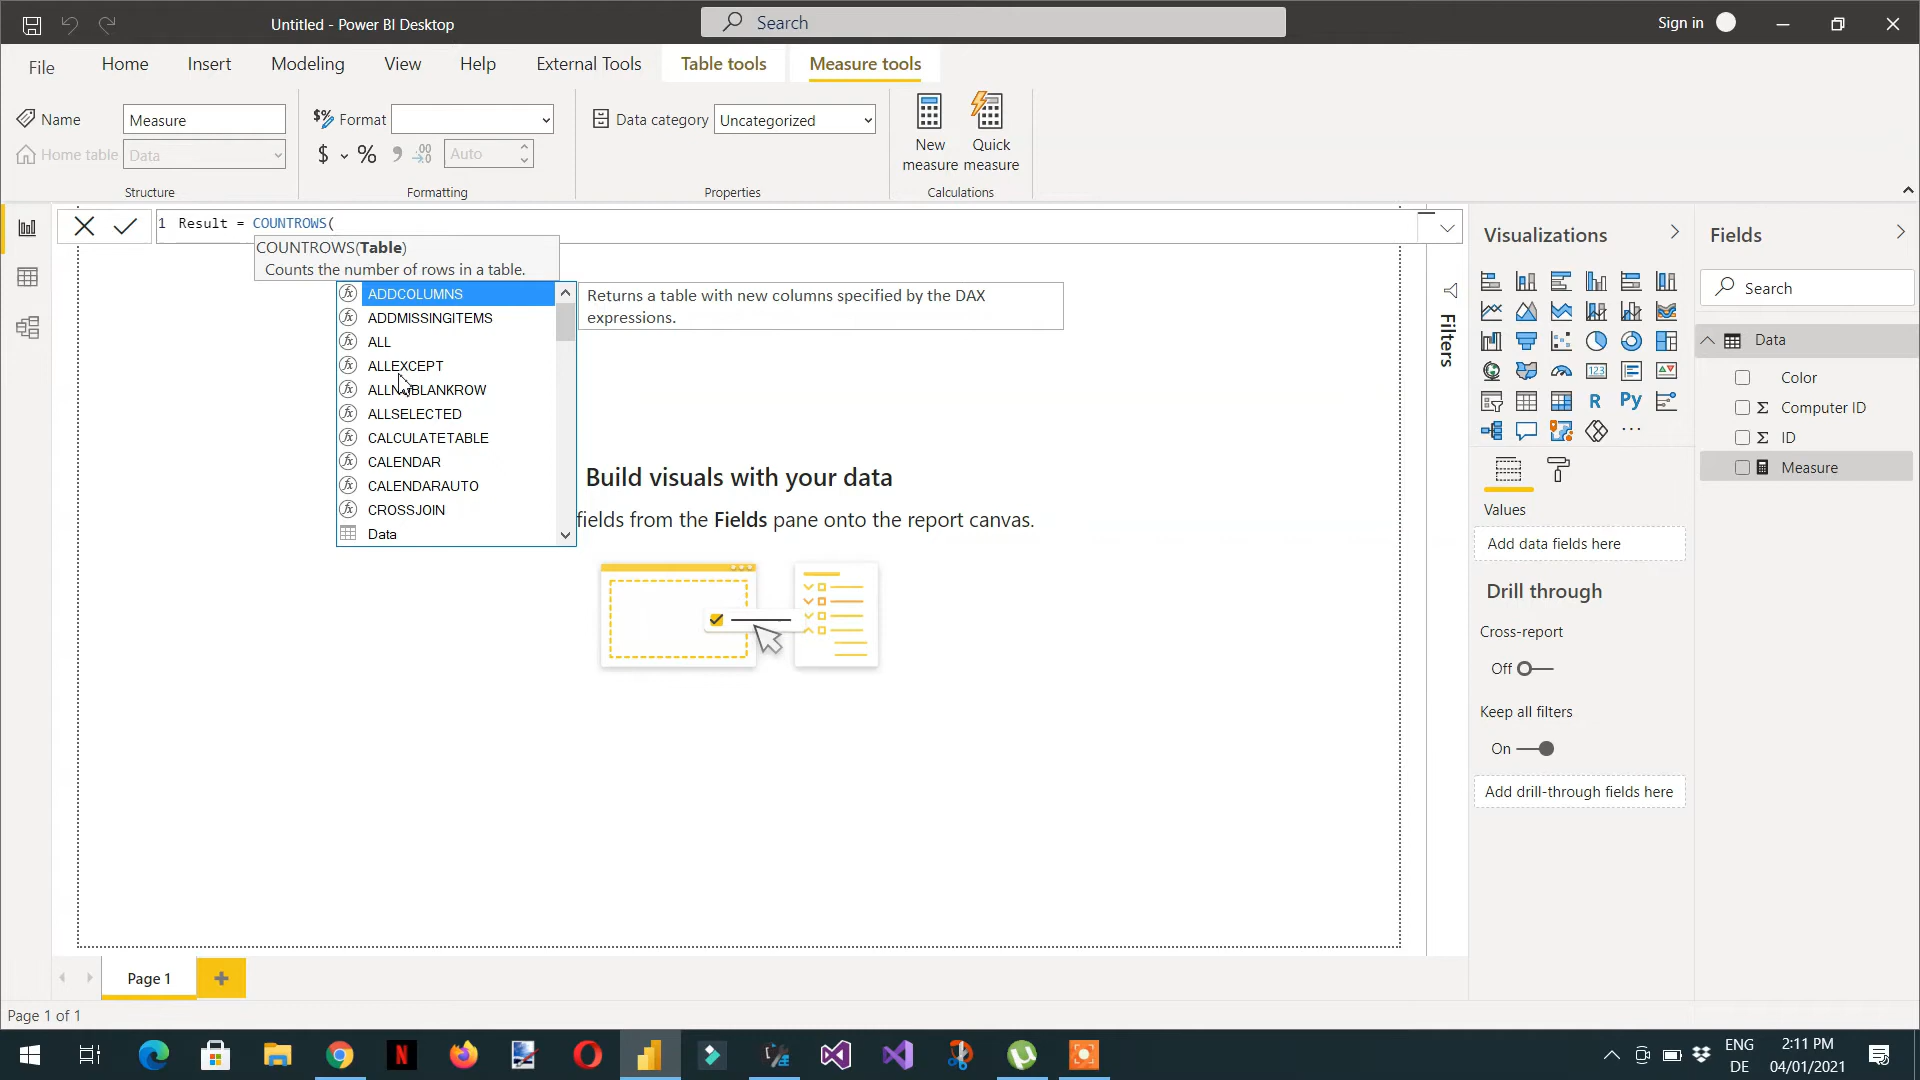 Untitled - Power BI Desktop
Search
Sign in
File
Home
Insert
Modeling
View
Help
External Tools
Table tools
Measure tools
Name
Measure
Home table
Data
Structure
Format
$
%
Auto
Formatting
Data category
Uncategorized
Properties
New measure
Quick measure
Calculations
1 Result = COUNTROWS(
COUNTROWS(Table)
Counts the number of rows in a table.
ADDCOLUMNS
ADDMISSINGITEMS
ALL
ALLEXCEPT
ALLNOBLANKROW
ALLSELECTED
CALCULATETABLE
CALENDAR
CALENDARAUTO
CROSSJOIN
Data
Returns a table with new columns specified by the DAX
expressions.
Build visuals with your data
fields from the Fields pane onto the report canvas.
Filters
Visualizations
123
R
Py
Values
Add data fields here
Drill through
Cross-report
Off
Keep all filters
On
Add drill-through fields here
Fields
Search
Data
Color
Σ Computer ID
Σ ID
Measure
Page 1
Page 1 of 1
ENG
DE
2:11 PM
04/01/2021